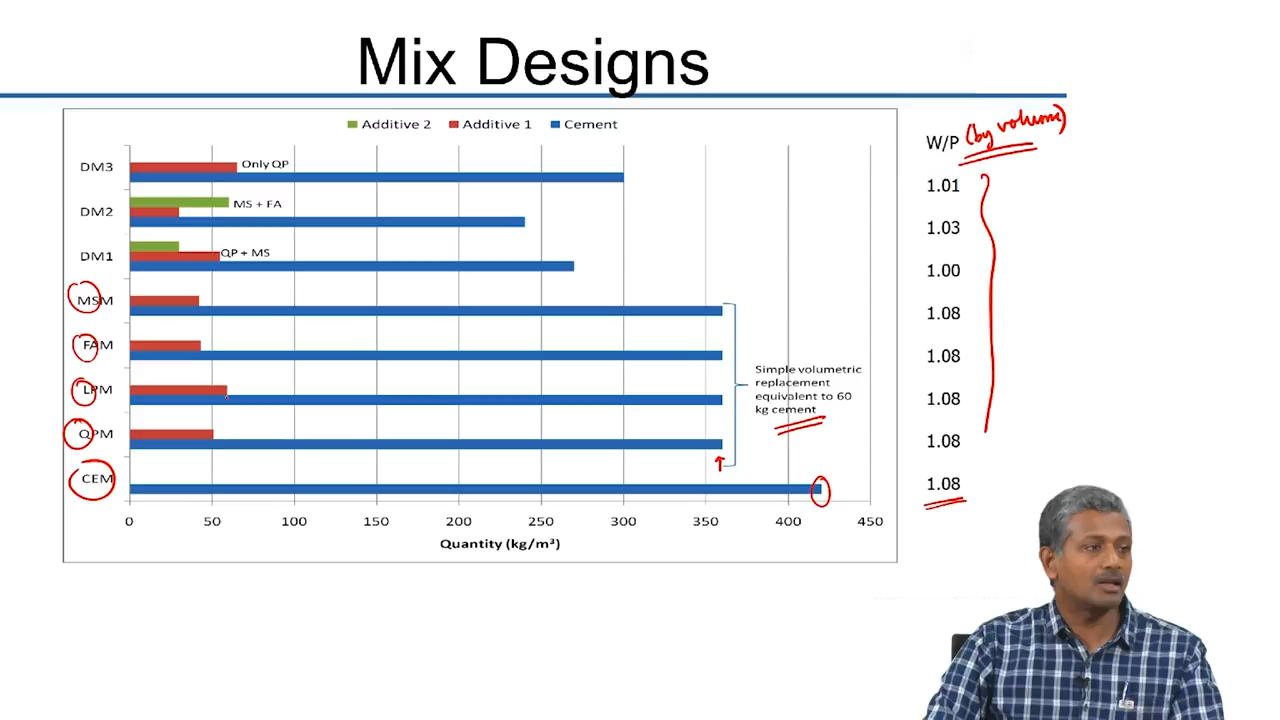 Mix Designs
Additive 2 Additive 1 Cement
W/P (by volume)
DM3 Only QP 1.01
DM2 MS + FA 1.03
DM1 QP + MS 1.00
MSM 1.08
FAM 1.08
LPM 1.08
QPM 1.08
CEM 1.08
Simple volumetric
replacement
equivalent to 60
kg cement
0 50 100 150 200 250 300 350 400 450
Quantity (kg/m³)